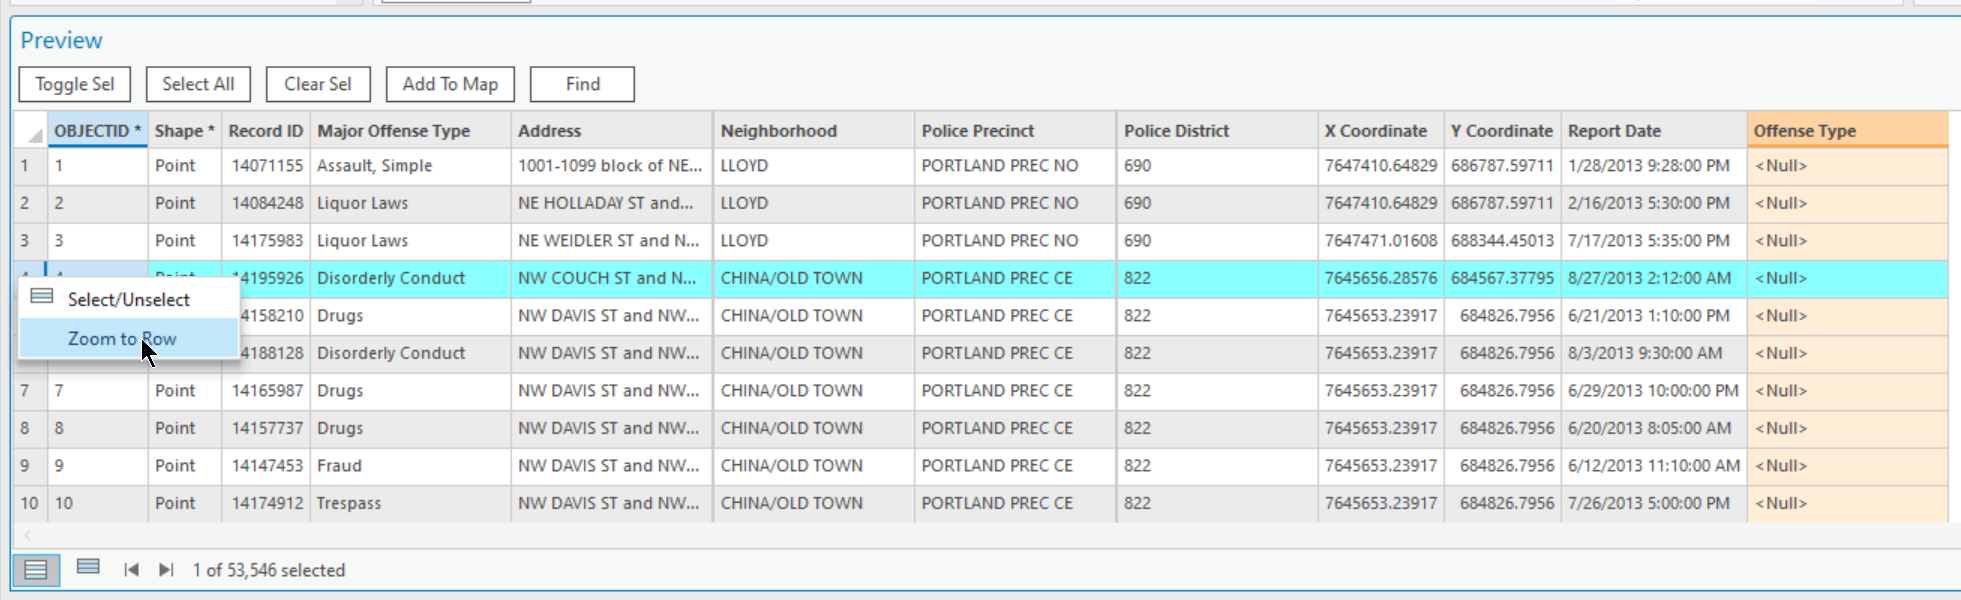 Preview
Toggle Sel Select All Clear Sel Add To Map Find
OBJECTID * Shape * Record ID Major Offense Type Address Neighborhood Police Precinct Police District X Coordinate Y Coordinate Report Date Offense Type
1 1 Point 14071155 Assault, Simple 1001-1099 block of NE... LLOYD PORTLAND PREC NO 690 7647410.64829 686787.59711 1/28/2013 9:28:00 PM <Null>
2 2 Point 14084248 Liquor Laws NE HOLLADAY ST and... LLOYD PORTLAND PREC NO 690 7647410.64829 686787.59711 2/16/2013 5:30:00 PM <Null>
3 3 Point 14175983 Liquor Laws NE WEIDLER ST and N... LLOYD PORTLAND PREC NO 690 7647471.01608 688344.45013 7/17/2013 5:35:00 PM <Null>
4 4 Point 14195926 Disorderly Conduct NW COUCH ST and N... CHINA/OLD TOWN PORTLAND PREC CE 822 7645656.28576 684567.37795 8/27/2013 2:12:00 AM <Null>
Select/Unselect
4158210 Drugs NW DAVIS ST and NW... CHINA/OLD TOWN PORTLAND PREC CE 822 7645653.23917 684826.7956 6/21/2013 1:10:00 PM <Null>
Zoom to Row
4188128 Disorderly Conduct NW DAVIS ST and NW... CHINA/OLD TOWN PORTLAND PREC CE 822 7645653.23917 684826.7956 8/3/2013 9:30:00 AM <Null>
7 7 Point 14165987 Drugs NW DAVIS ST and NW... CHINA/OLD TOWN PORTLAND PREC CE 822 7645653.23917 684826.7956 6/29/2013 10:00:00 PM <Null>
8 8 Point 14157737 Drugs NW DAVIS ST and NW... CHINA/OLD TOWN PORTLAND PREC CE 822 7645653.23917 684826.7956 6/20/2013 8:05:00 AM <Null>
9 9 Point 14147453 Fraud NW DAVIS ST and NW... CHINA/OLD TOWN PORTLAND PREC CE 822 7645653.23917 684826.7956 6/12/2013 11:10:00 AM <Null>
10 10 Point 14174912 Trespass NW DAVIS ST and NW... CHINA/OLD TOWN PORTLAND PREC CE 822 7645653.23917 684826.7956 7/26/2013 5:00:00 PM <Null>
1 of 53,546 selected